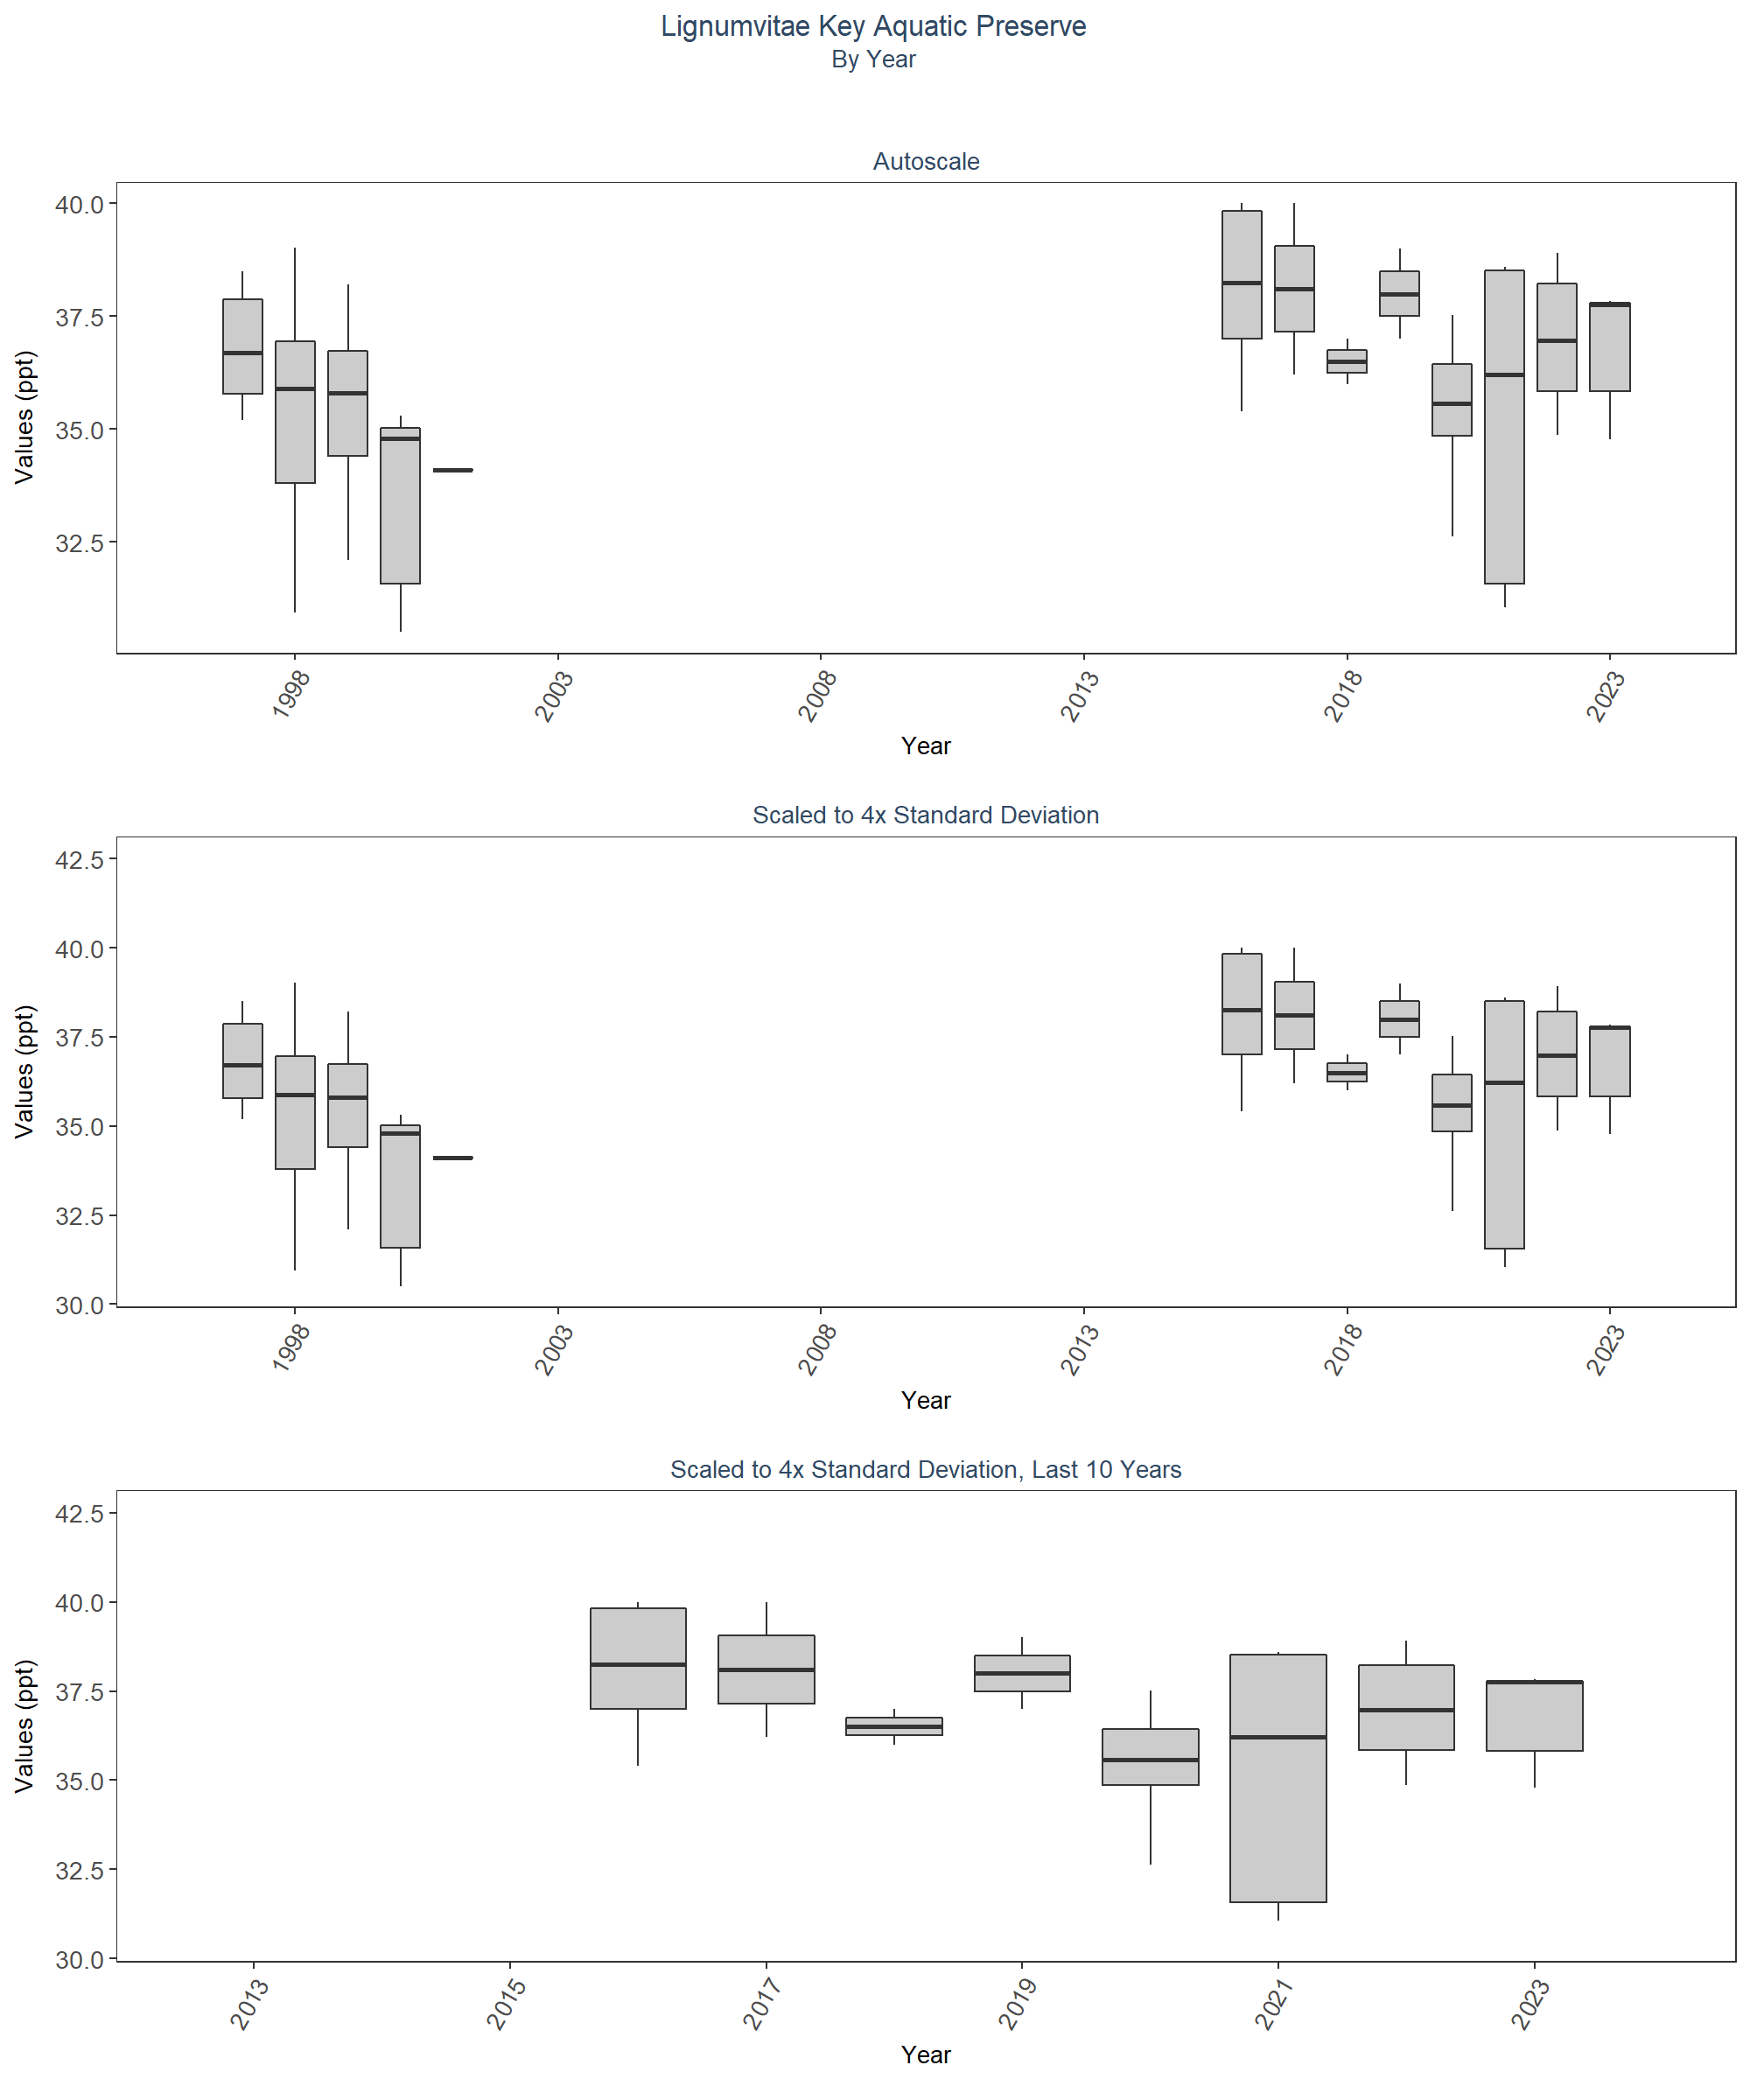 Lignumvitae Key Aquatic Preserve
By Year
Autoscale
Values (ppt)
40.0
37.5
35.0
32.5
1998 2003 2008 2013 2018 2023
Year
Scaled to 4x Standard Deviation
Values (ppt)
42.5
40.0
37.5
35.0
32.5
30.0
1998 2003 2008 2013 2018 2023
Year
Scaled to 4x Standard Deviation, Last 10 Years
Values (ppt)
42.5
40.0
37.5
35.0
32.5
30.0
2013 2015 2017 2019 2021 2023
Year